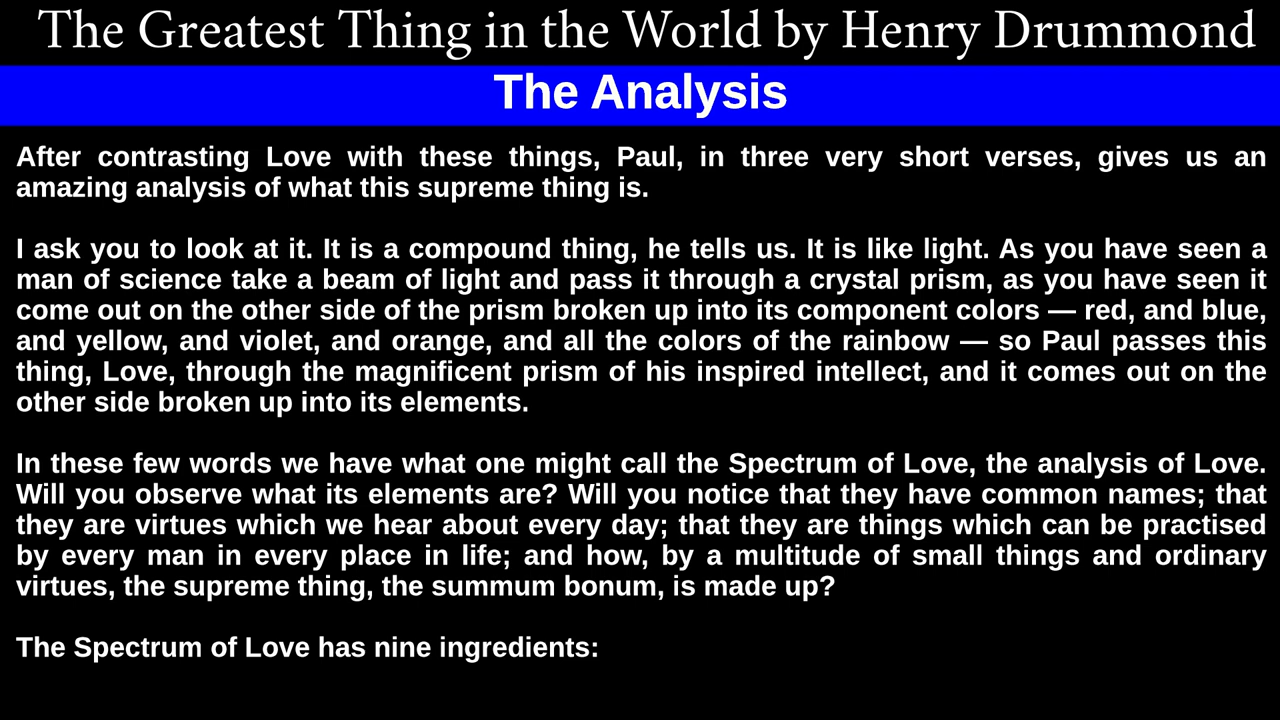 The Greatest Thing in the World by Henry Drummond
The Analysis
After contrasting Love with these things, Paul, in three very short verses, gives us an
amazing analysis of what this supreme thing is.
I ask you to look at it. It is a compound thing, he tells us. It is like light. As you have seen a
man of science take a beam of light and pass it through a crystal prism, as you have seen it
come out on the other side of the prism broken up into its component colors — red, and blue,
and yellow, and violet, and orange, and all the colors of the rainbow — so Paul passes this
thing, Love, through the magnificent prism of his inspired intellect, and it comes out on the
other side broken up into its elements.
In these few words we have what one might call the Spectrum of Love, the analysis of Love.
Will you observe what its elements are? Will you notice that they have common names; that
they are virtues which we hear about every day; that they are things which can be practised
by every man in every place in life; and how, by a multitude of small things and ordinary
virtues, the supreme thing, the summum bonum, is made up?
The Spectrum of Love has nine ingredients: